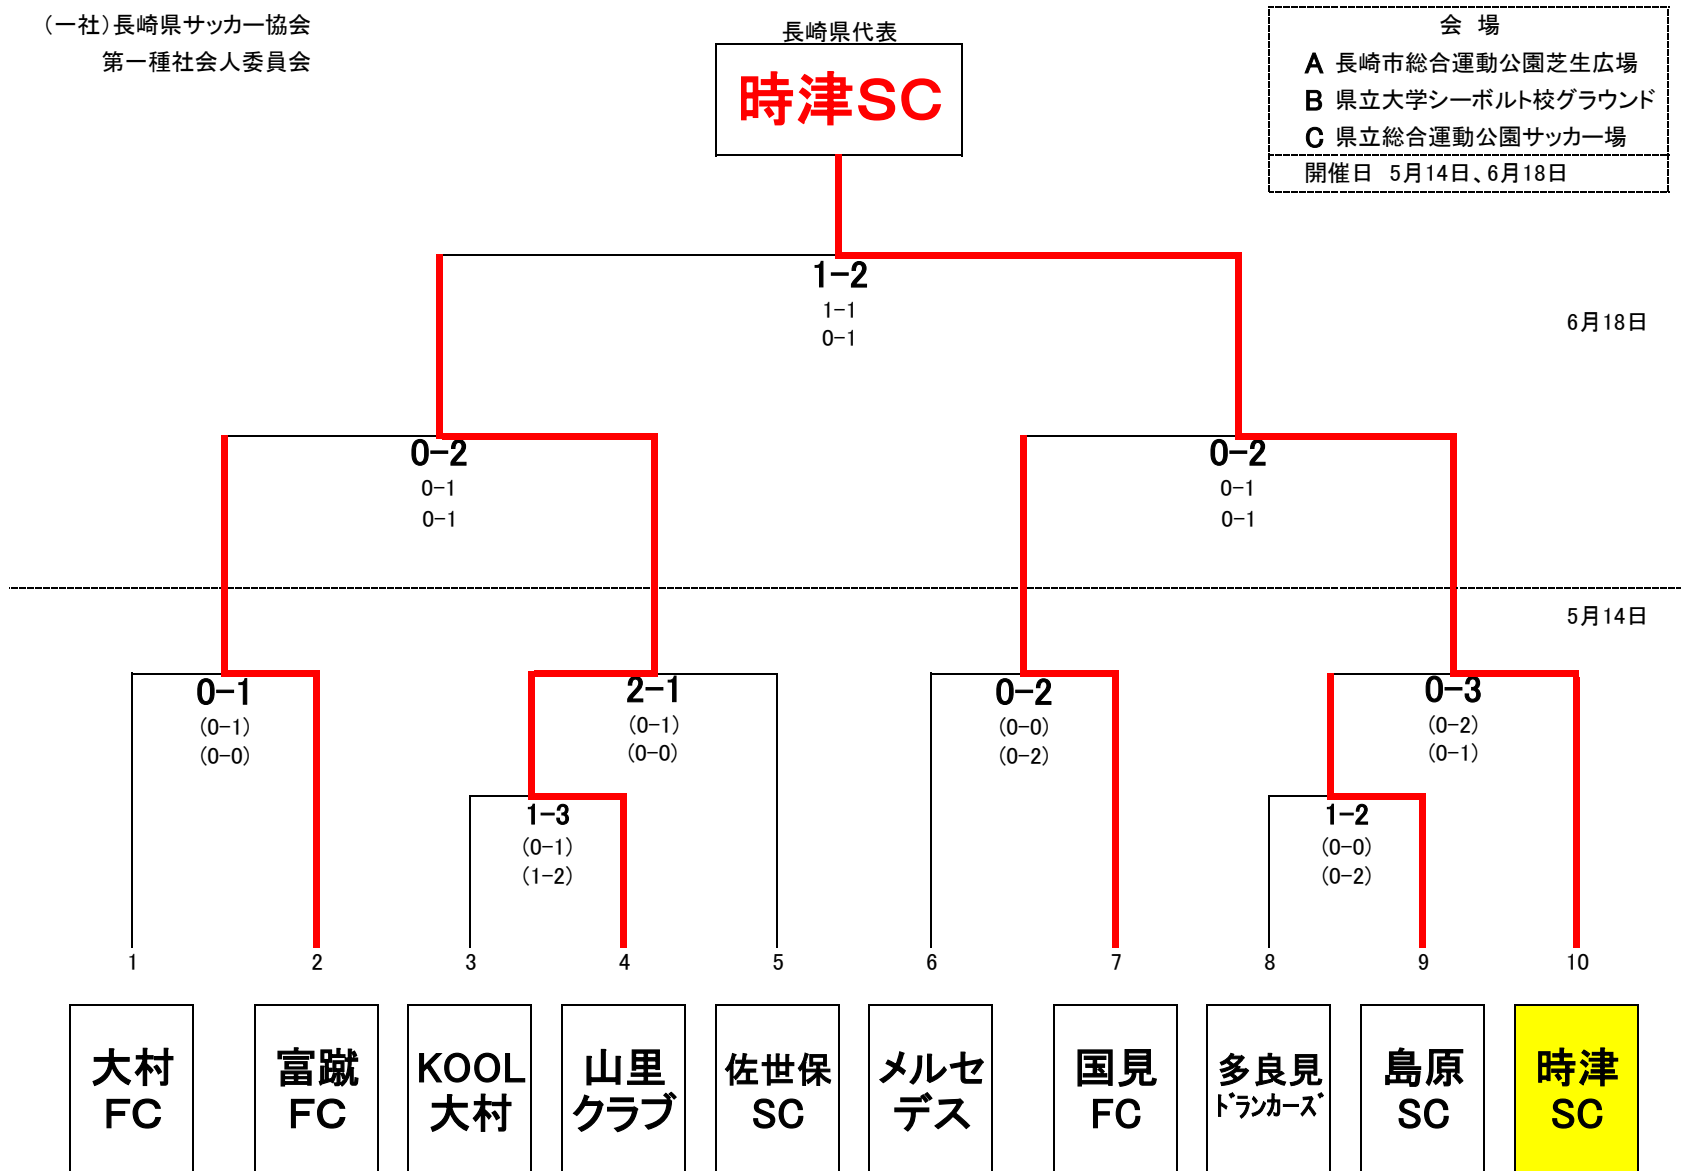 （一社）長崎県サッカー協会
第一種社会人委員会
長崎県代表
時津SC
会 場
A 長崎市総合運動公園芝生広場
B 県立大学シーボルト校グラウンド
C 県立総合運動公園サッカー場
開催日 5月14日、6月18日
1-2
1-1
0-1
6月18日
0-2
0-1
0-1
0-2
0-1
0-1
5月14日
0-1
(0-1)
(0-0)
2-1
(0-1)
(0-0)
0-2
(0-0)
(0-2)
0-3
(0-2)
(0-1)
1-3
(0-1)
(1-2)
1-2
(0-0)
(0-2)
1 2 3 4 5 6 7 8 9 10
大村
FC
富蹴
FC
KOOL
大村
山里
クラブ
佐世保
SC
メルセ
デス
国見
FC
多良見
ドランカーズ
島原
SC
時津
SC